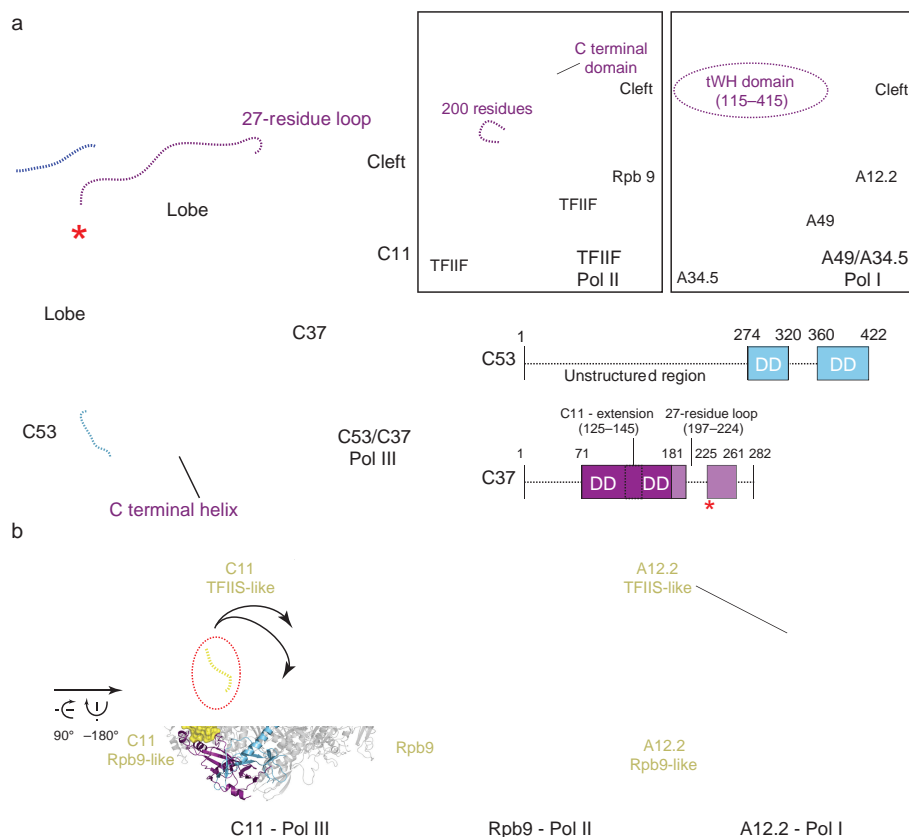 a
27-residue loop
Cleft
Lobe
*
C11
Lobe
C37
C53
C53/C37
Pol III
C terminal helix
C terminal
domain
Cleft
200 residues
Rpb 9
TFIIF
TFIIF
TFIIF
Pol II
tWH domain
(115–415)
Cleft
A12.2
A49
A49/A34.5
Pol I
A34.5
1
274
320
360
422
C53
DD
DD
Unstructured region
C11 - extension
(125–145)
27-residue loop
(197–224)
1
71
181
225
261
282
C37
DD
DD
*
b
C11
TFIIS-like
A12.2
TFIIS-like
90° –180°
C11
Rpb9-like
Rpb9
A12.2
Rpb9-like
C11 - Pol III
Rpb9 - Pol II
A12.2 - Pol I